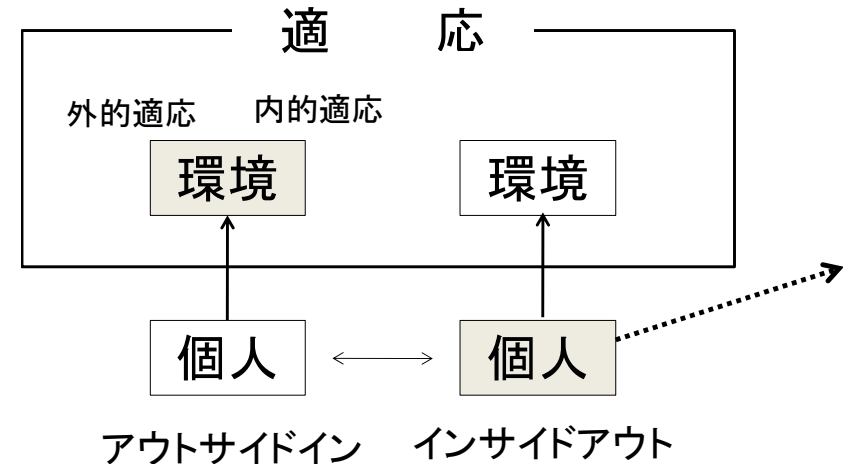 適 応
外的適応 内的適応
環境 環境
個人 個人
アウトサイドイン インサイドアウト